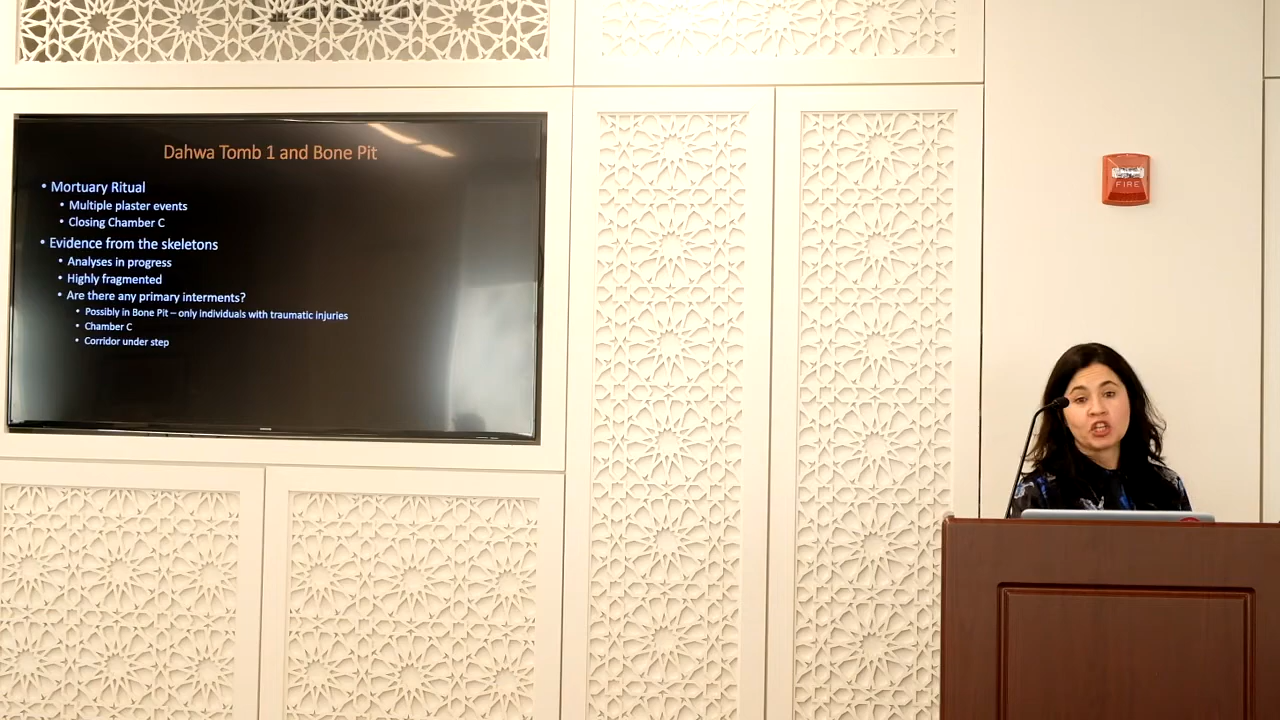 Dahwa Tomb 1 and Bone Pit
• Mortuary Ritual
• Multiple plaster events
• Closing Chamber C
• Evidence from the skeletons
• Analyses in progress
• Highly fragmented
• Are there any primary interments?
• Possibly in Bone Pit – only individuals with traumatic injuries
• Chamber C
• Corridor under step
FIRE